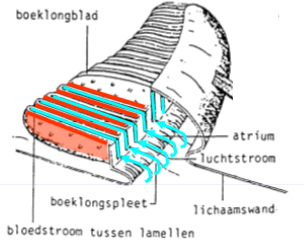 boeklongblad
atrium
luchtstroom
boeklongspleet
lichaamswand
bloedstroom tussen lamellen